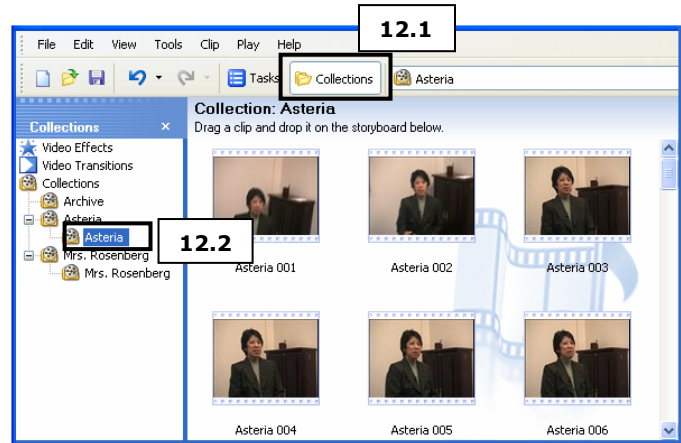 12.1
File Edit View Tools Clip Play Help
Tasks Collections Asteria
Collections ×
Collection: Asteria
Drag a clip and drop it on the storyboard below.
Video Effects
Video Transitions
Collections
Archive
Asteria
Asteria
12.2
Mrs. Rosenberg
Mrs. Rosenberg
Asteria 001 Asteria 002 Asteria 003
Asteria 004 Asteria 005 Asteria 006